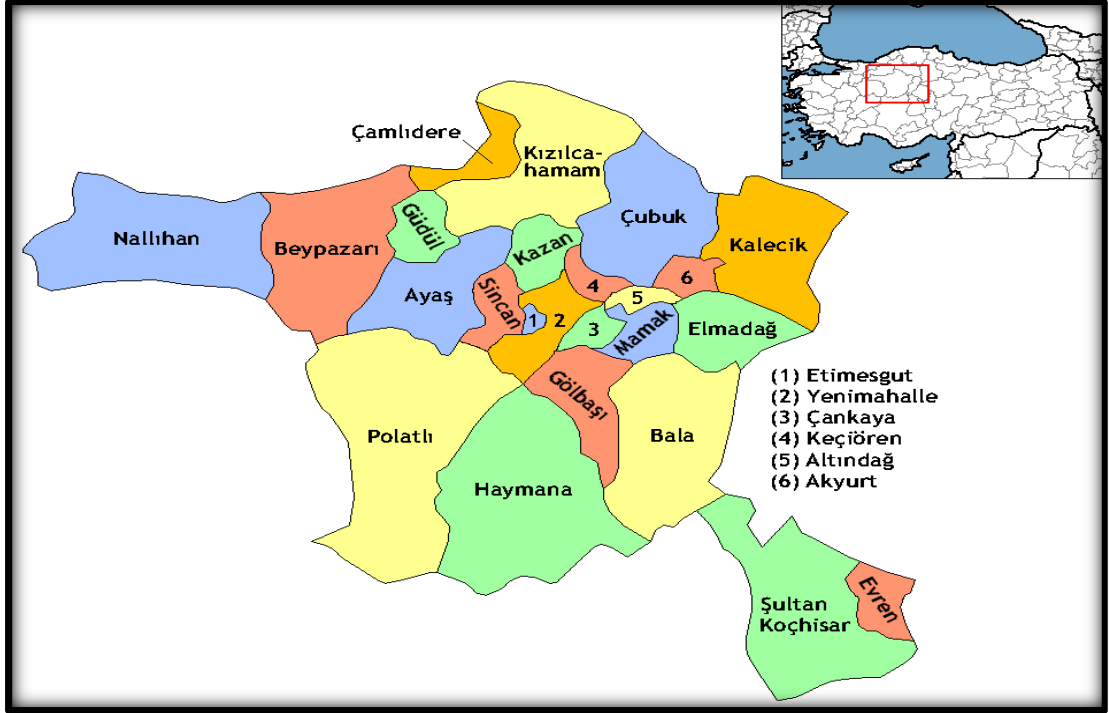 Çamlıdere
Kızılca-
hamam
Nallıhan
Beypazarı
Güdül
Kazan
Çubuk
Kalecik
Ayaş
Sincan
1
2
3
4
5
6
Mamak
Elmadağ
Gölbaşı
Polatlı
Bala
Haymana
(1) Etimesgut
(2) Yenimahalle
(3) Çankaya
(4) Keçiören
(5) Altındağ
(6) Akyurt
Şultan
Koçhisar
Evren